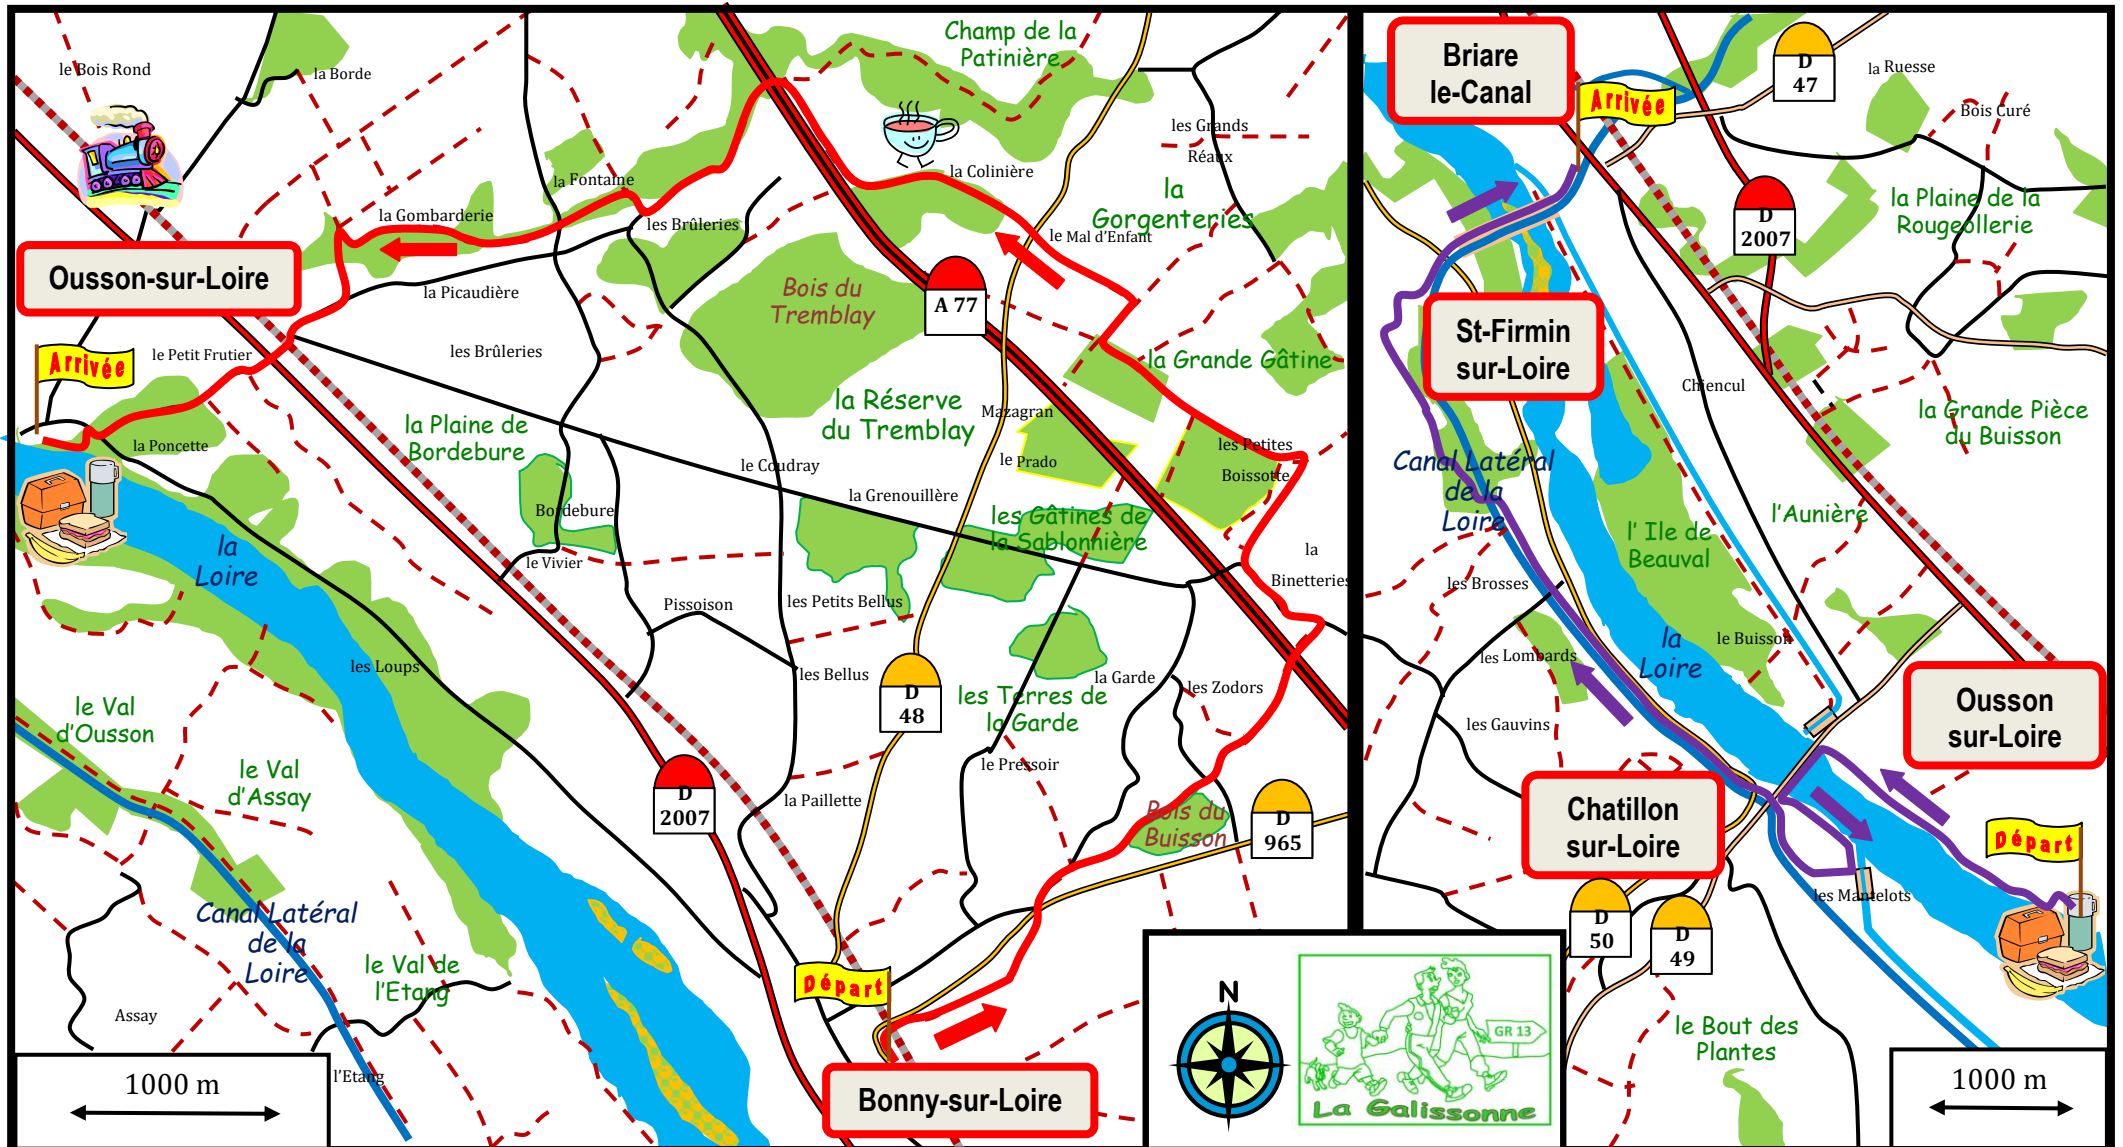 le Bois Rond
la Borde
Champ de la
Patinière
les Grands
Réaux
la Colinière
la Fontaine
la Gombarderie
les Brûleries
la
Gorgenteries
le Mal d'Enfant
Ousson-sur-Loire
la Picaudière
Bois du
Tremblay
A 77
Arrivée
le Petit Frutier
les Brûleries
la Grande Gâtine
la Réserve
du Tremblay
Mazagran
la Plaine de
Bordebure
la Poncette
le Coudray
le Prado
les Petites
Boissotte
la Grenouillère
Bordebure
les Gâtines de
la Sablonnière
la
Loire
le Vivier
la
Binetteries
Pissoison
les Petits Bellus
les Loups
les Bellus
la Garde
les Zodors
D
48
les Terres de
la Garde
le Val
d'Ousson
le Val
d'Assay
le Pressoir
D
2007
la Paillette
Bois du
Buisson
D
965
Canal Latéral
de la
Loire
le Val de
l'Etang
Départ
Assay
l'Etang
1000 m
Bonny-sur-Loire
N
GR 13
La Galissonne
Briare
le-Canal
Arrivée
D
47
la Ruesse
Bois Curé
D
2007
la Plaine de la
Rougeollerie
St-Firmin
sur-Loire
Chiencul
la Grande Pièce
du Buisson
Canal Latéral
de la
Loire
l'Aunière
l' Ile de
Beauval
les Brosses
la
Loire
le Buisson
les Lombards
les Gauvins
Ousson
sur-Loire
Chatillon
sur-Loire
Départ
les Mantelots
D
50
D
49
le Bout des
Plantes
1000 m